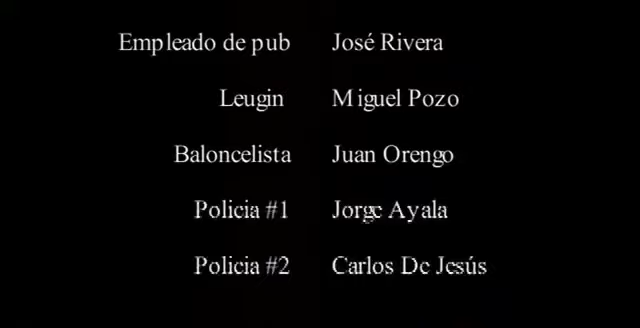 Empleado de pub José Rivera
Leugin Miguel Pozo
Baloncelista Juan Orengo
Policia #1 Jorge Ayala
Policia #2 Carlos De Jesús